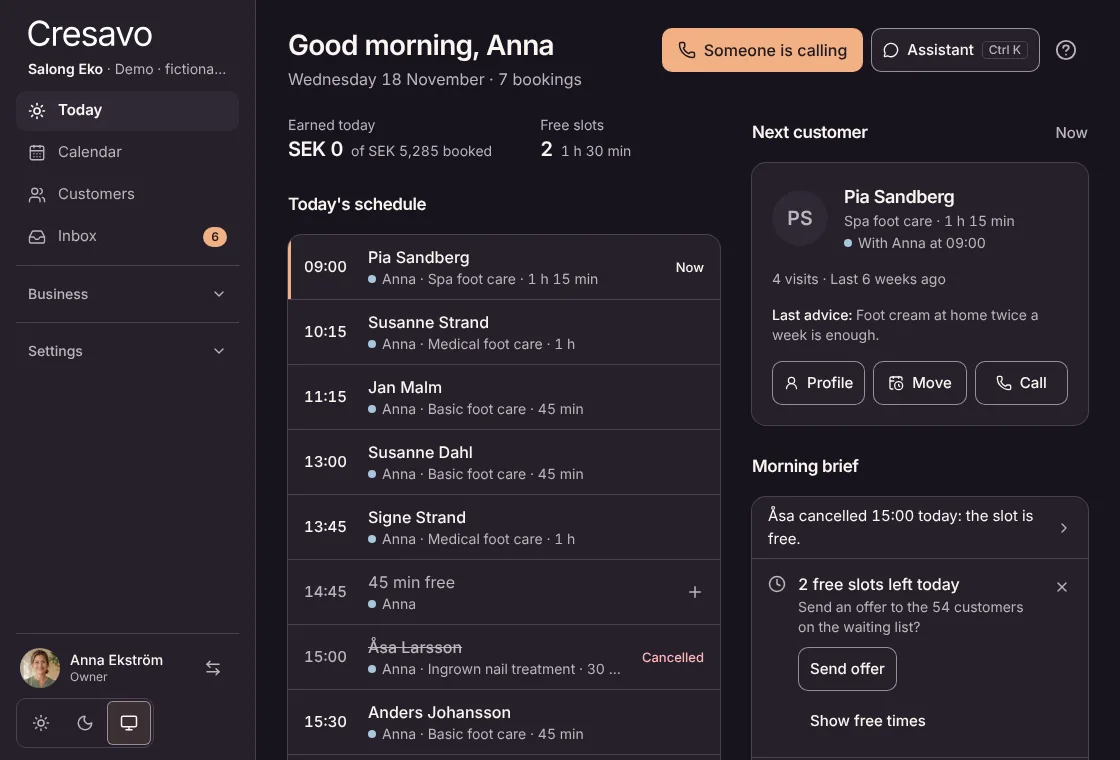 Cresavo
Salong Eko · Demo · fictiona...
Today
Calendar
Customers
Inbox
6
Business
Settings
Anna Ekström
Owner
Good morning, Anna
Wednesday 18 November · 7 bookings
Someone is calling
Assistant
Ctrl K
Earned today
SEK 0 of SEK 5,285 booked
Free slots
2 1 h 30 min
Today's schedule
09:00
Pia Sandberg
Anna · Spa foot care · 1 h 15 min
Now
10:15
Susanne Strand
Anna · Medical foot care · 1 h
11:15
Jan Malm
Anna · Basic foot care · 45 min
13:00
Susanne Dahl
Anna · Basic foot care · 45 min
13:45
Signe Strand
Anna · Medical foot care · 1 h
14:45
45 min free
Anna
15:00
Åsa Larsson
Anna · Ingrown nail treatment · 30 ...
Cancelled
15:30
Anders Johansson
Anna · Basic foot care · 45 min
Next customer
Now
PS
Pia Sandberg
Spa foot care · 1 h 15 min
With Anna at 09:00
4 visits · Last 6 weeks ago
Last advice: Foot cream at home twice a
week is enough.
Profile
Move
Call
Morning brief
Åsa cancelled 15:00 today: the slot is
free.
2 free slots left today
Send an offer to the 54 customers
on the waiting list?
Send offer
Show free times